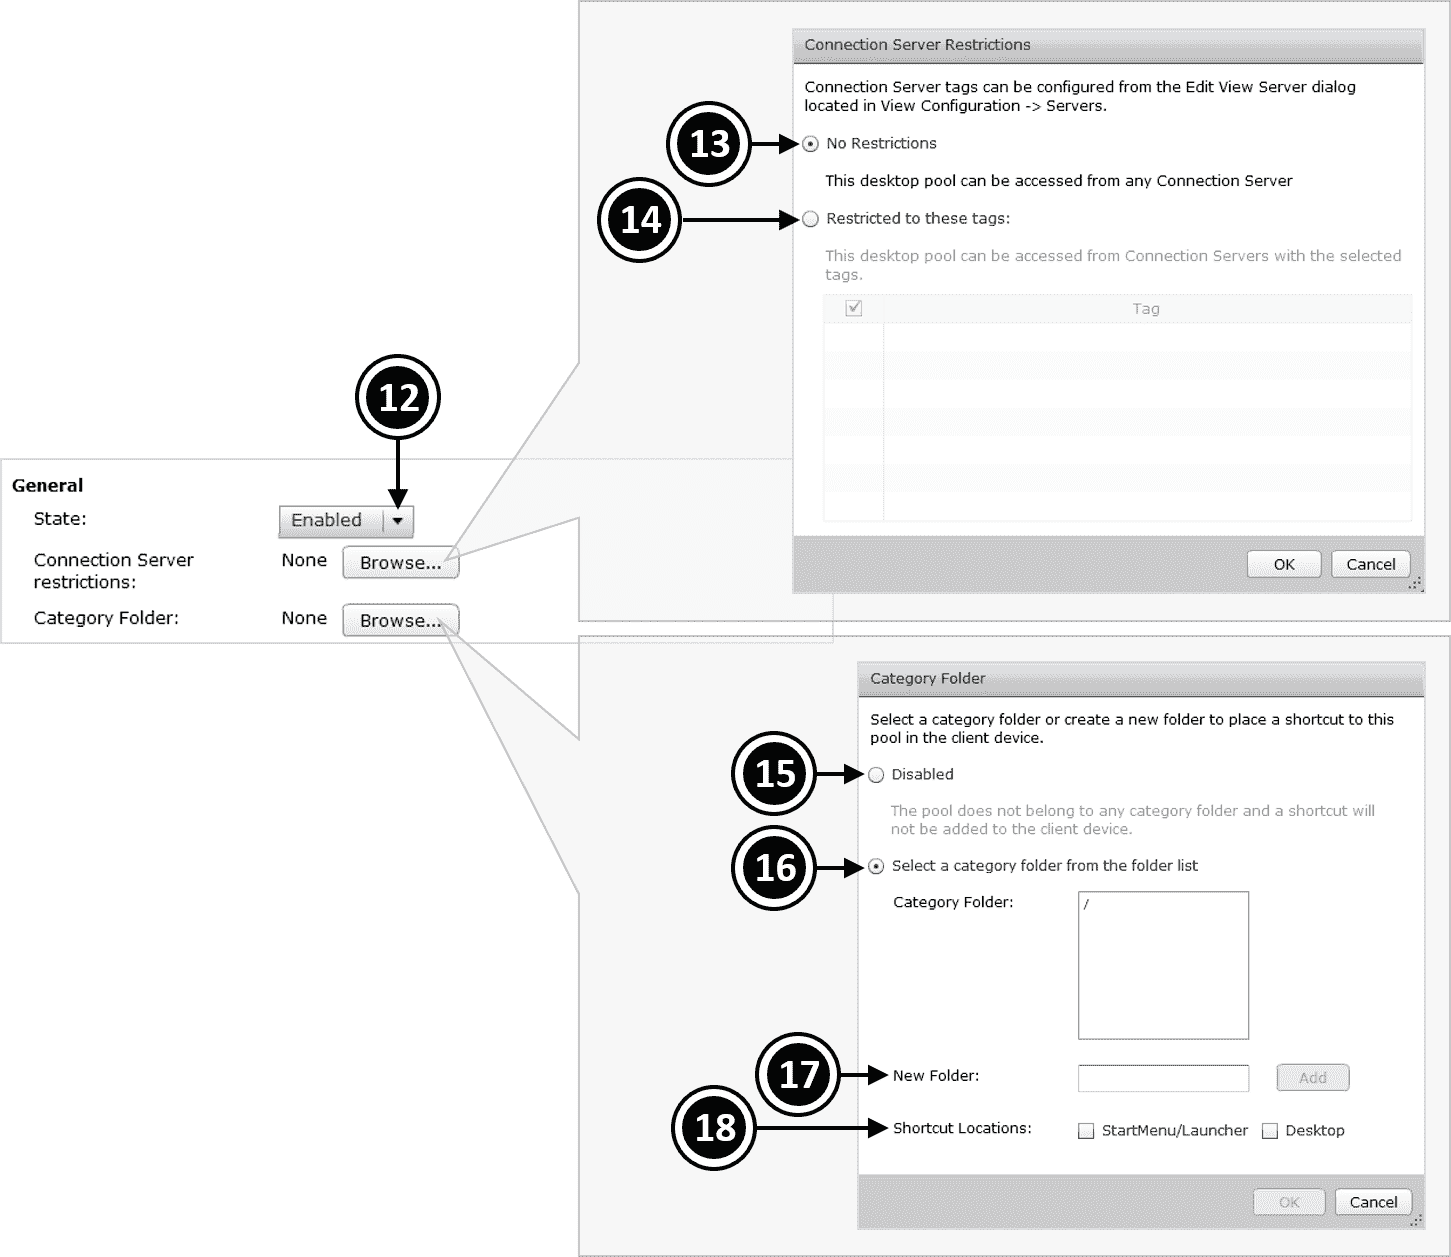 Connection Server Restrictions
Connection Server tags can be configured from the Edit View Server dialog
located in View Configuration -> Servers.
13
No Restrictions
This desktop pool can be accessed from any Connection Server
14
Restricted to these tags:
This desktop pool can be accessed from Connection Servers with the selected
tags.
Tag
OK Cancel
12
General
State: Enabled
Connection Server None Browse...
restrictions:
Category Folder: None Browse...
Category Folder
Select a category folder or create a new folder to place a shortcut to this
pool in the client device.
15
Disabled
The pool does not belong to any category folder and a shortcut will
not be added to the client device.
16
Select a category folder from the folder list
Category Folder: /
17
New Folder: Add
18
Shortcut Locations: StartMenu/Launcher Desktop
OK Cancel